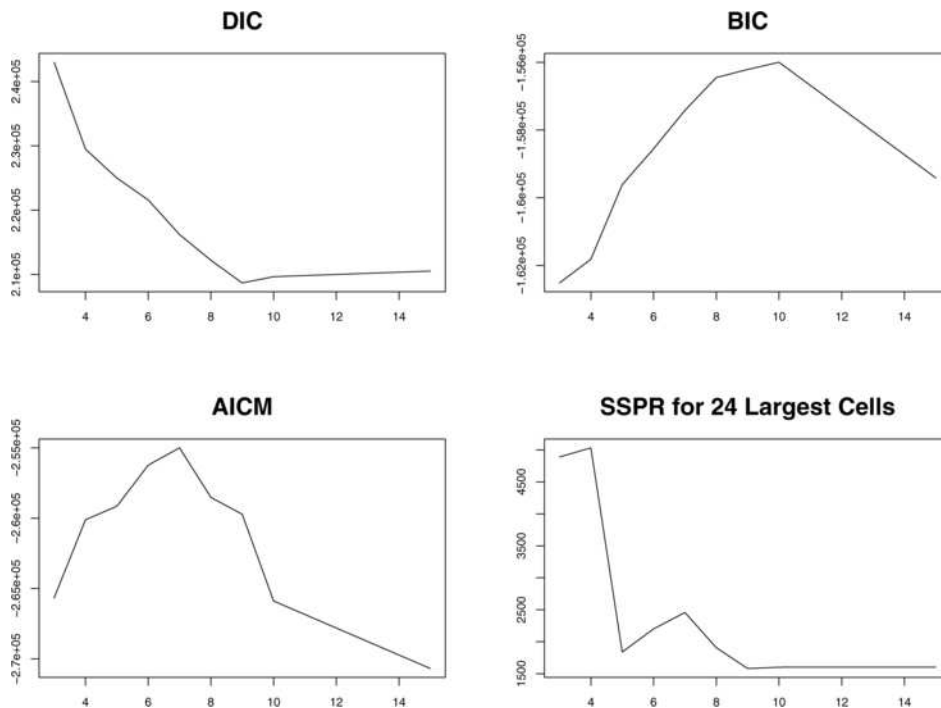 DIC
2.4e+05
2.3e+05
2.2e+05
2.1e+05
4 6 8 10 12 14
BIC
−1.56e+05
−1.58e+05
−1.6e+05
−1.62e+05
4 6 8 10 12 14
AICM
−2.55e+05
−2.6e+05
−2.65e+05
−2.7e+05
4 6 8 10 12 14
SSPR for 24 Largest Cells
4500
3500
2500
1500
4 6 8 10 12 14